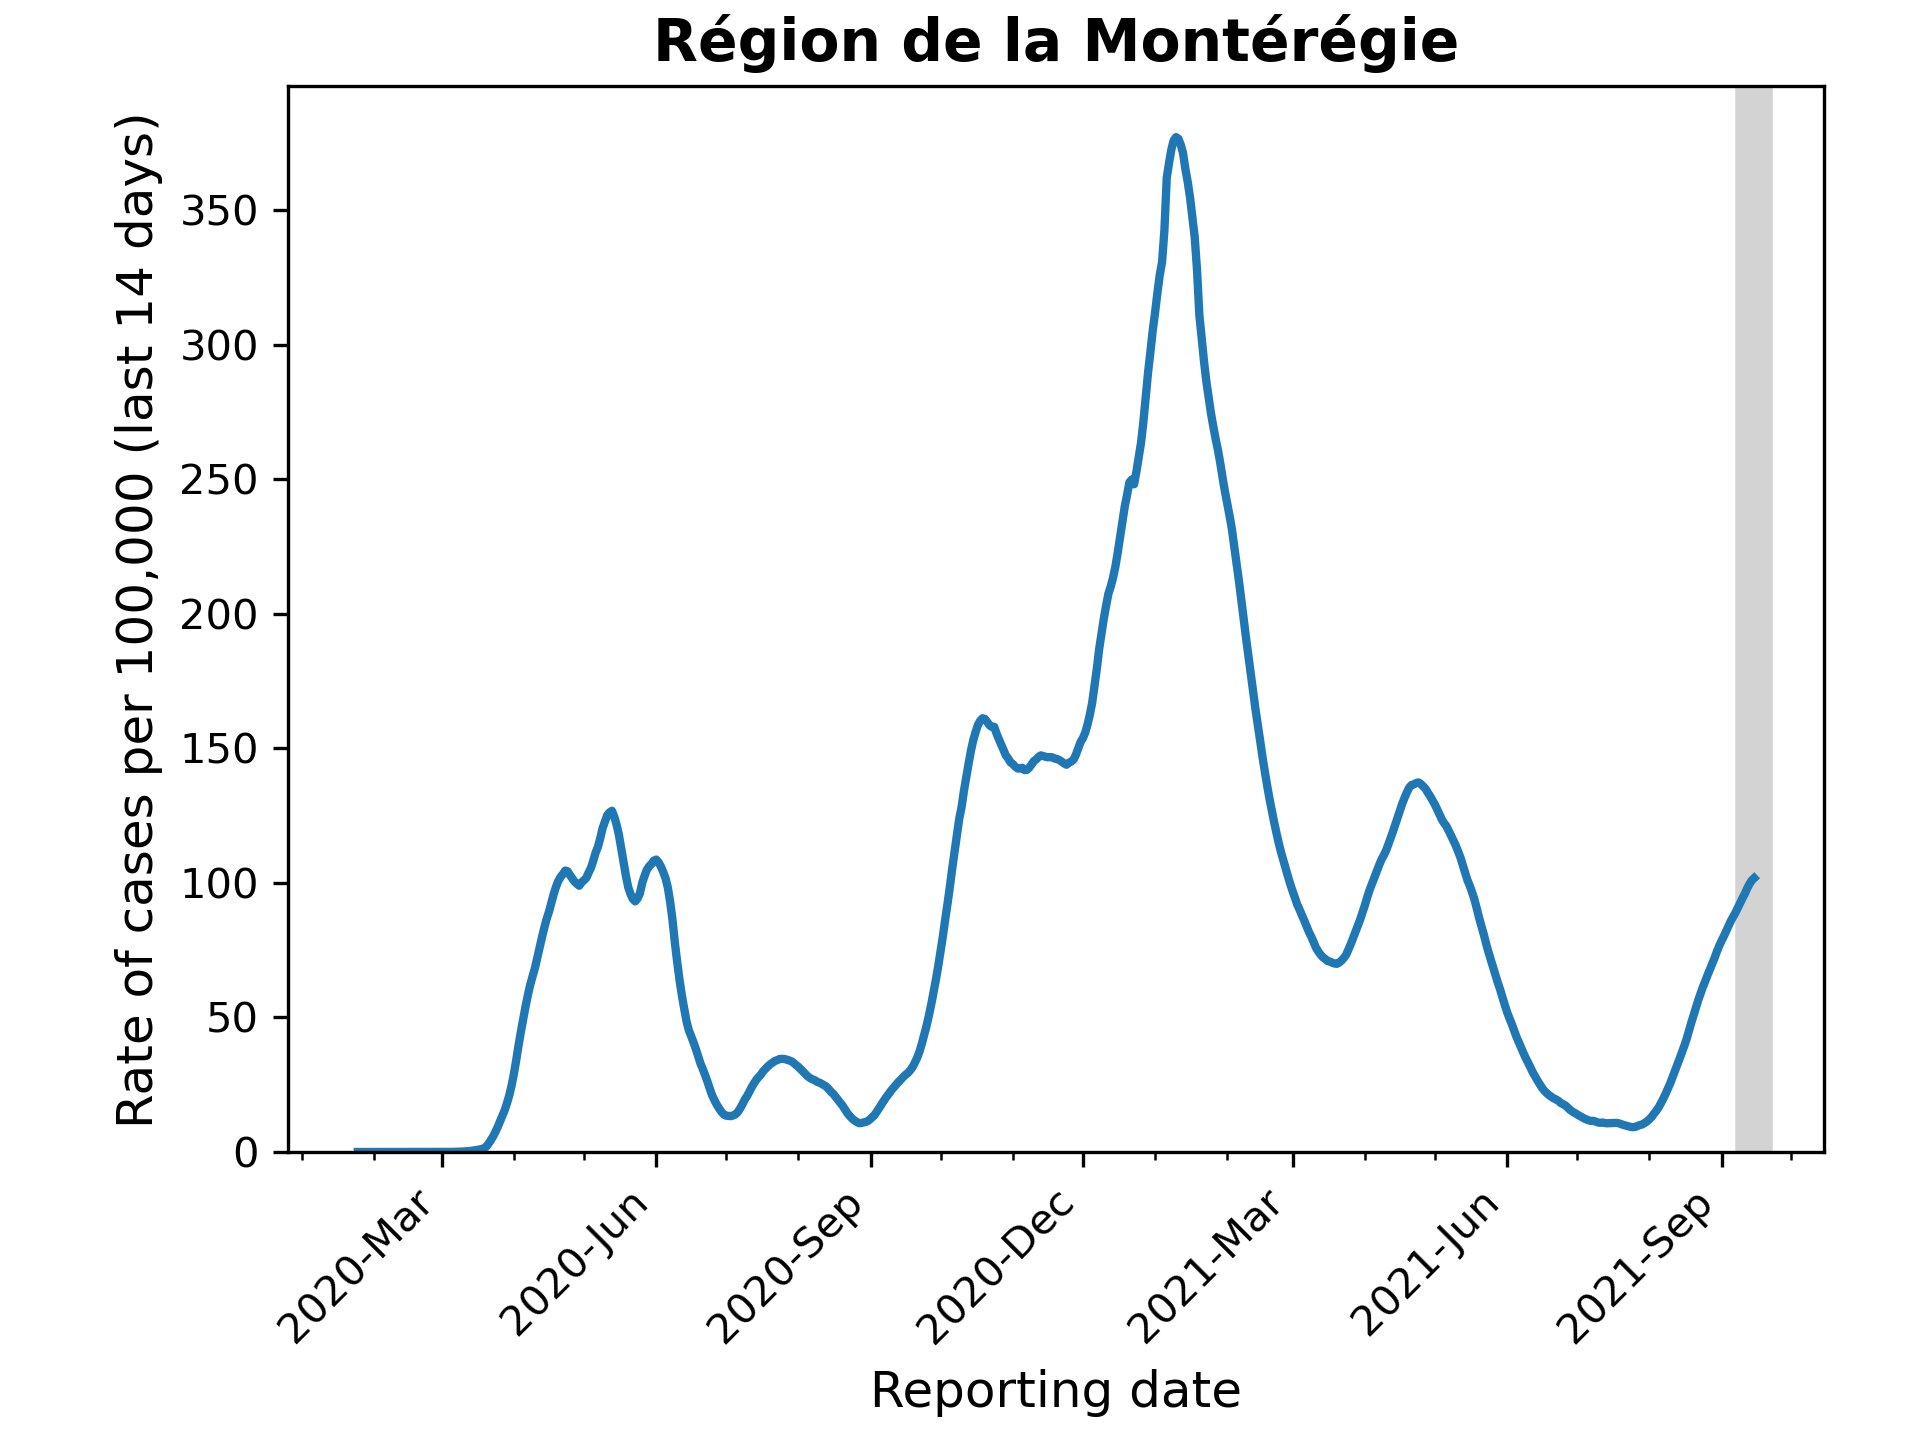 Région de la Montérégie
Rate of cases per 100,000 (last 14 days)
350
300
250
200
150
100
50
0
2020-Mar
2020-Jun
2020-Sep
2020-Dec
2021-Mar
2021-Jun
2021-Sep
Reporting date